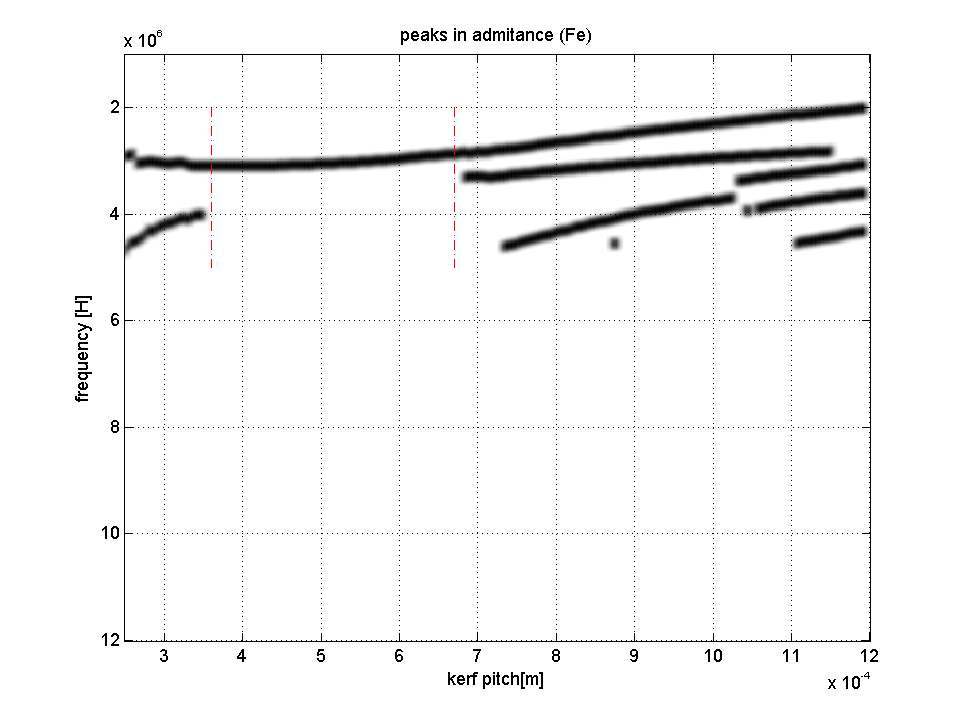 peaks in admitance (Fe)
x 10^6
2
4
6
8
10
12
frequency [H]
3 4 5 6 7 8 9 10 11 12
kerf pitch[m]
x 10^-4